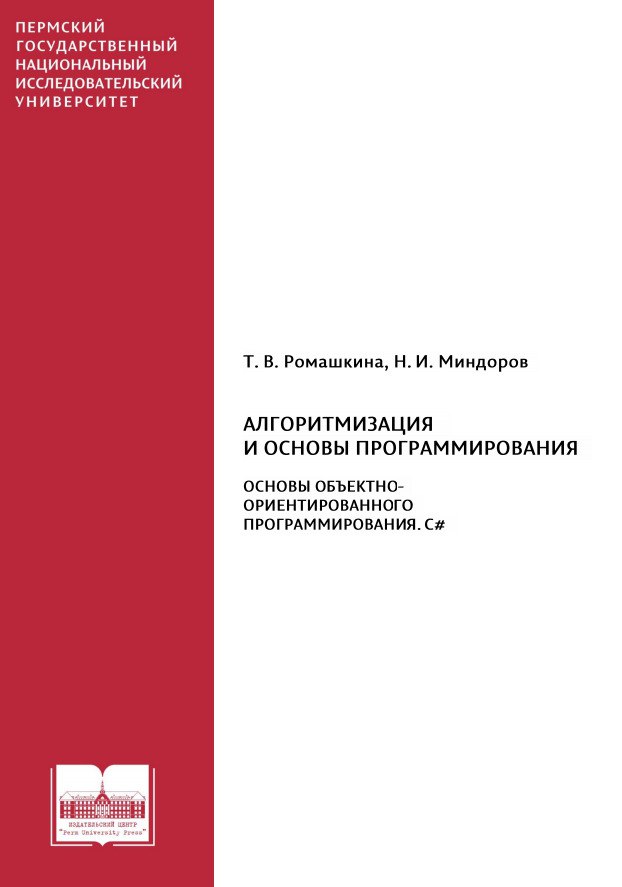 ПЕРМСКИЙ
ГОСУДАРСТВЕННЫЙ
НАЦИОНАЛЬНЫЙ
ИССЛЕДОВАТЕЛЬСКИЙ
УНИВЕРСИТЕТ
Т. В. Ромашкина, Н. И. Миндоров
АЛГОРИТМИЗАЦИЯ
И ОСНОВЫ ПРОГРАММИРОВАНИЯ
ОСНОВЫ ОБЪЕКТНО-
ОРИЕНТИРОВАННОГО
ПРОГРАММИРОВАНИЯ. C#
ИЗДАТЕЛЬСКИЙ ЦЕНТР
"Perm University Press"